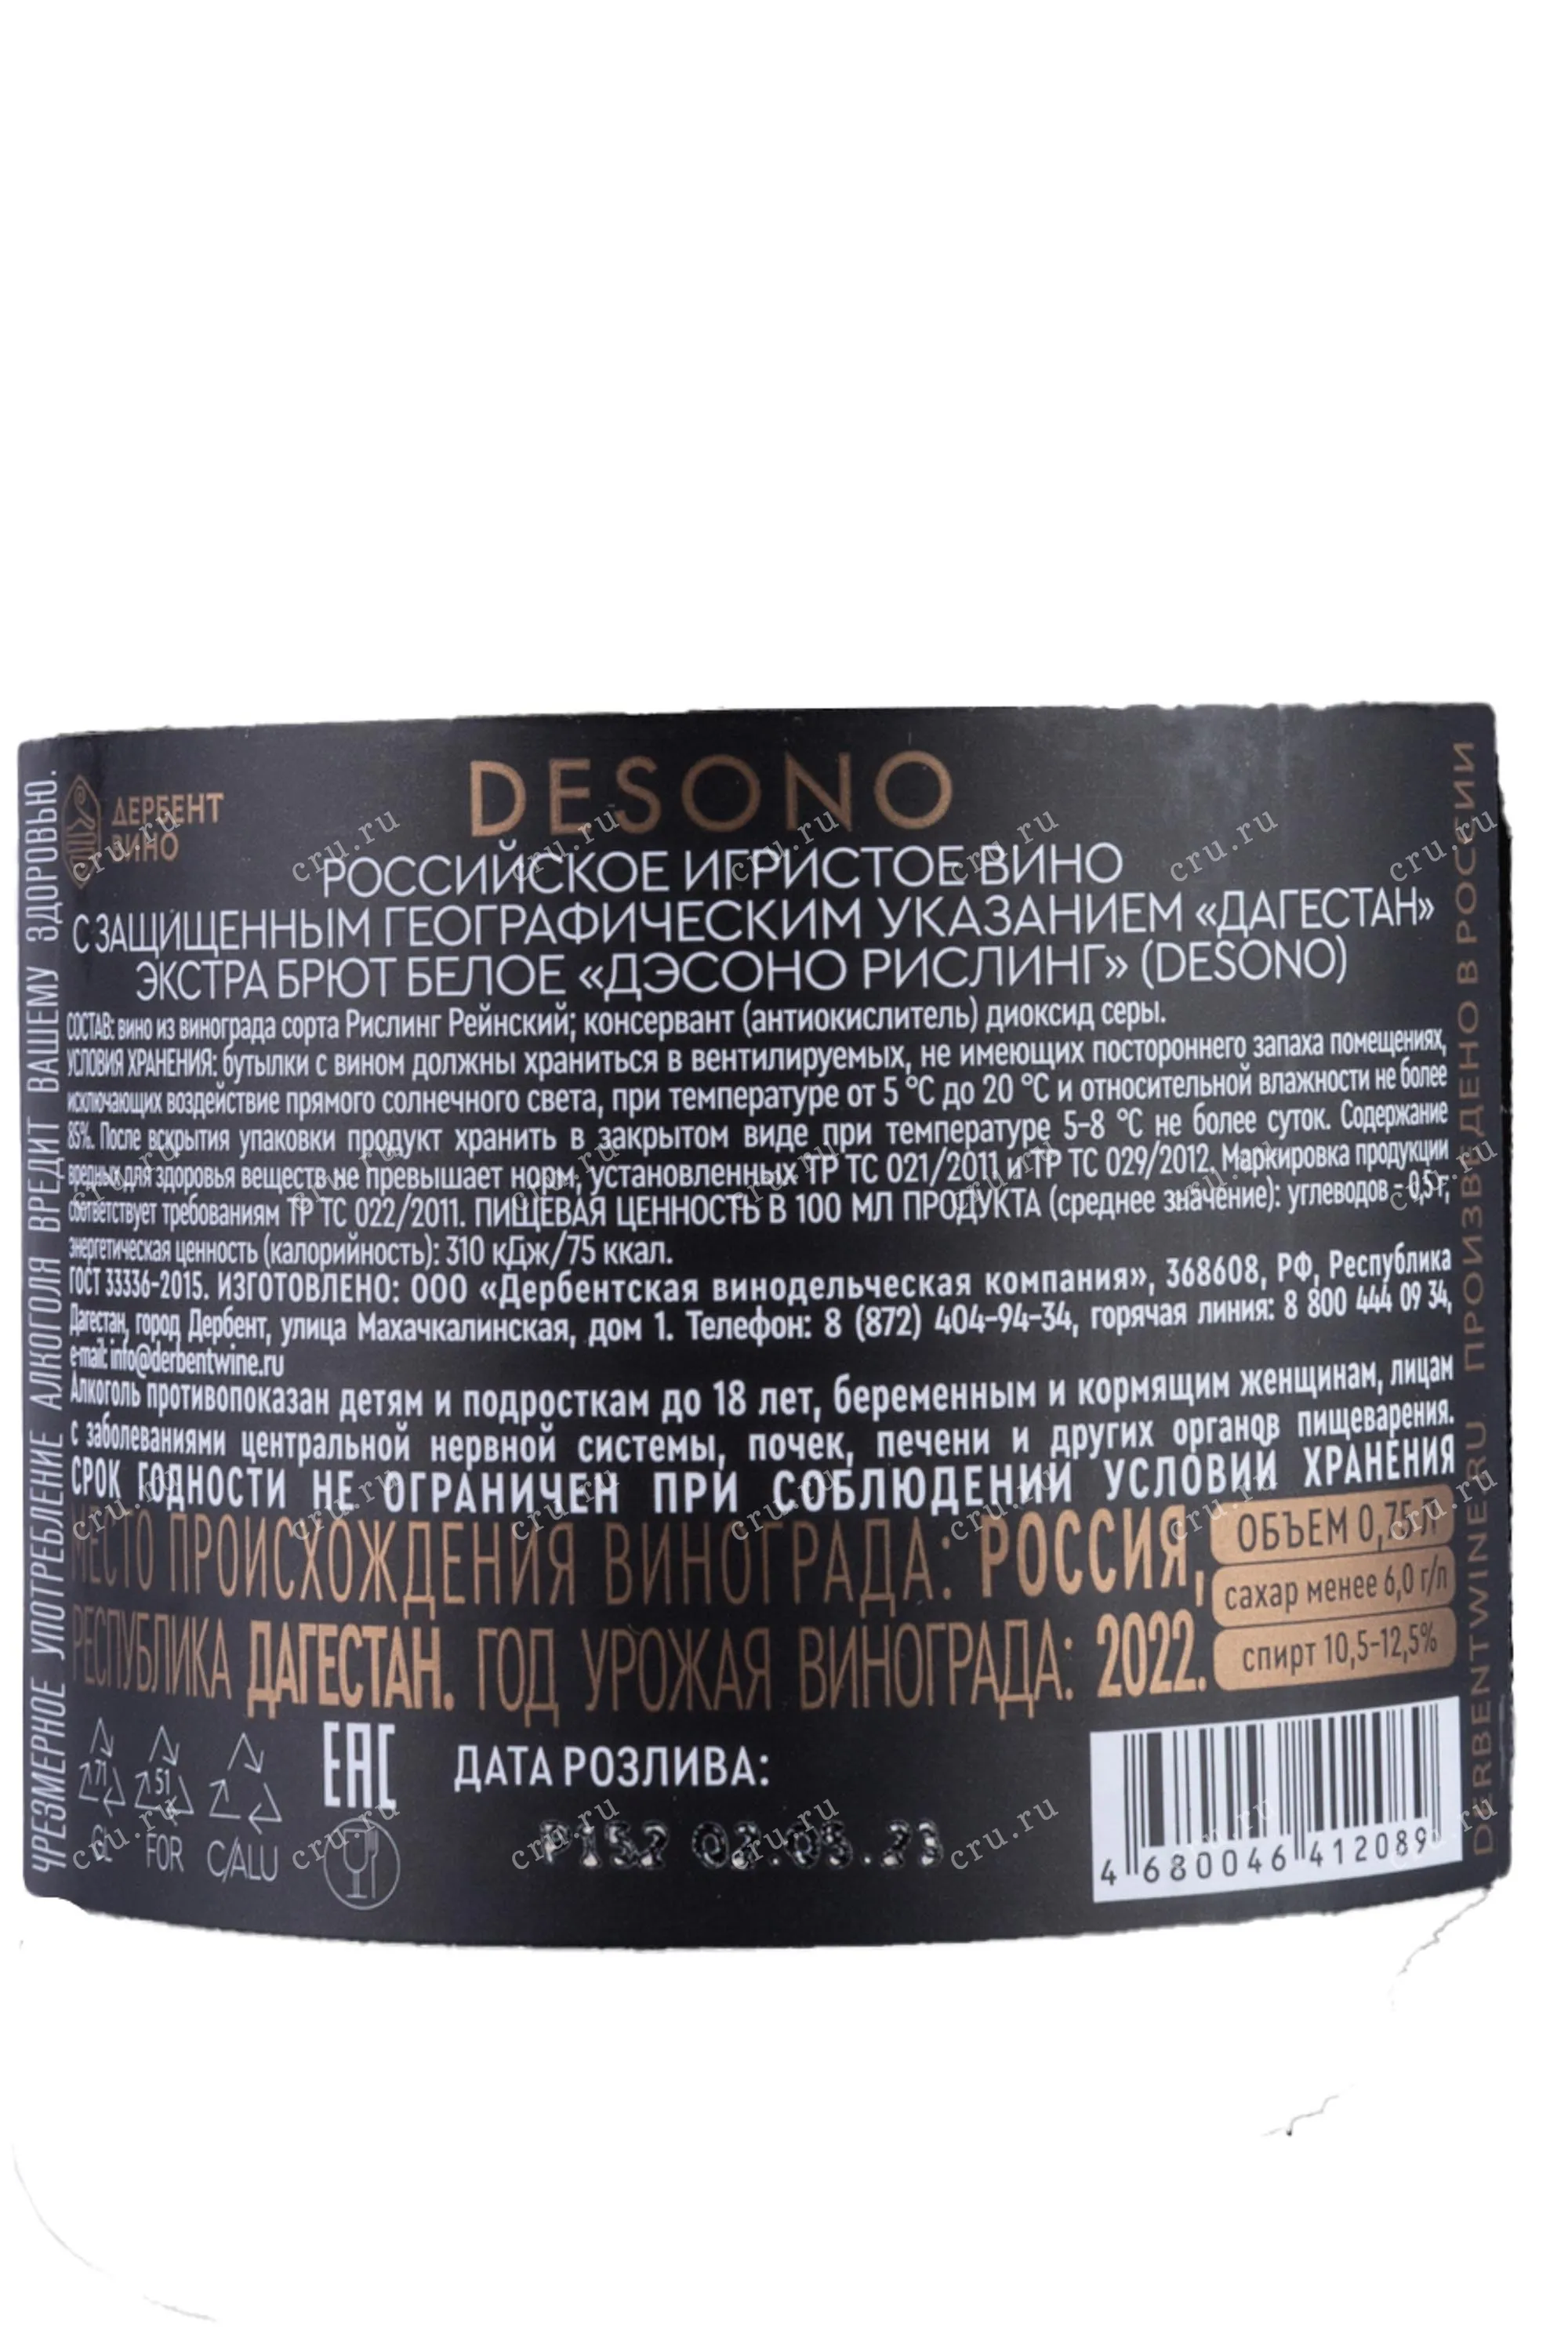 ЧРЕЗМЕРНОЕ УПОТРЕБЛЕНИЕ АЛКОГОЛЯ ВРЕДИТ ВАШЕМУ ЗДОРОВЬЮ.
ДЕРБЕНТ
ВИНО
DESONO
РОССИЙСКОЕ ИГРИСТОЕ ВИНО
С ЗАЩИЩЕННЫМ ГЕОГРАФИЧЕСКИМ УКАЗАНИЕМ «ДАГЕСТАН»
ЭКСТРА БРЮТ БЕЛОЕ «ДЭСОНО РИСЛИНГ» (DESONO)
СОСТАВ: вино из винограда сорта Рислинг Рейнский; консервант (антиокислитель) диоксид серы.
УСЛОВИЯ ХРАНЕНИЯ: бутылки с вином должны храниться в вентилируемых, не имеющих постороннего запаха помещениях,
исключающих воздействие прямого солнечного света, при температуре от 5 °С до 20 °С и относительной влажности не более
85%. После вскрытия упаковки продукт хранить в закрытом виде при температуре 5-8 °С не более суток. Содержание
вредных для здоровья веществ не превышает норм, установленных ТР ТС 021/2011 и ТР ТС 029/2012. Маркировка продукции
соответствует требованиям ТР ТС 022/2011. ПИЩЕВАЯ ЦЕННОСТЬ В 100 МЛ ПРОДУКТА (среднее значение): углеводов - 0,5 г,
энергетическая ценность (калорийность): 310 кДж/75 ккал.
ГОСТ 33336-2015. ИЗГОТОВЛЕНО: ООО «Дербентская винодельческая компания», 368608, РФ, Республика
Дагестан, город Дербент, улица Махачкалинская, дом 1. Телефон: 8 (872) 404-94-34, горячая линия: 8 800 444 09 34,
e-mail: info@derbentwine.ru
Алкоголь противопоказан детям и подросткам до 18 лет, беременным и кормящим женщинам, лицам
с заболеваниями центральной нервной системы, почек, печени и других органов пищеварения.
СРОК ГОДНОСТИ НЕ ОГРАНИЧЕН ПРИ СОБЛЮДЕНИИ УСЛОВИЙ ХРАНЕНИЯ
МЕСТО ПРОИСХОЖДЕНИЯ ВИНОГРАДА: РОССИЯ,
РЕСПУБЛИКА ДАГЕСТАН. ГОД УРОЖАЯ ВИНОГРАДА: 2022.
ОБЪЕМ 0,75 Л
сахар менее 6,0 г/л
спирт 10,5-12,5%
71
GL
51
FOR
C/ALU
EAC
ДАТА РОЗЛИВА:
P152 02.05.23
4 680046 412089
DERBENTWINE.RU ПРОИЗВЕДЕНО В РОССИИ
cru.ru